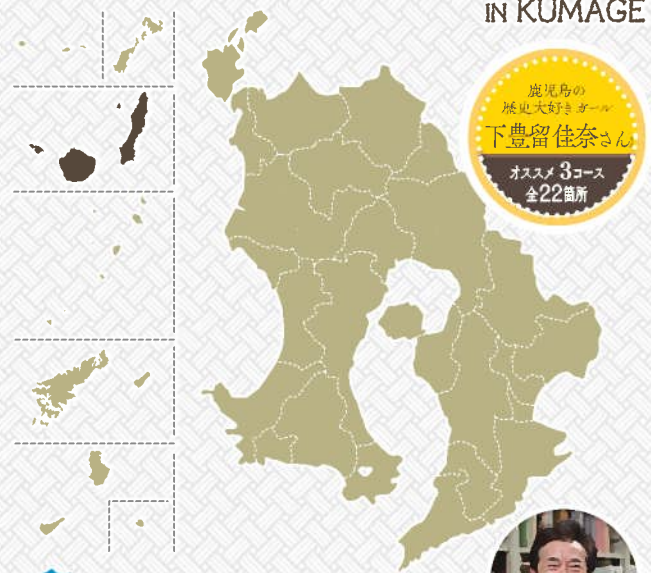 IN KUMAGE
鹿児島の
歴史大好きガール
下豊留佳奈さん
オススメ 3コース
全22箇所